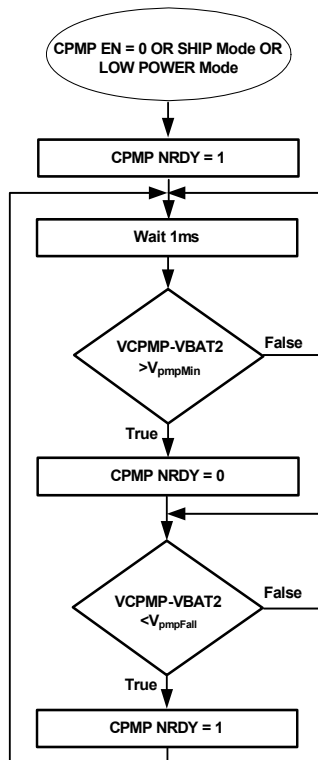 CPMP EN = 0 OR SHIP Mode OR
LOW POWER Mode
CPMP NRDY = 1
Wait 1ms
VCPMP-VBAT2
>VpmpMin
False
True
CPMP NRDY = 0
VCPMP-VBAT2
<VpmpFall
False
True
CPMP NRDY = 1